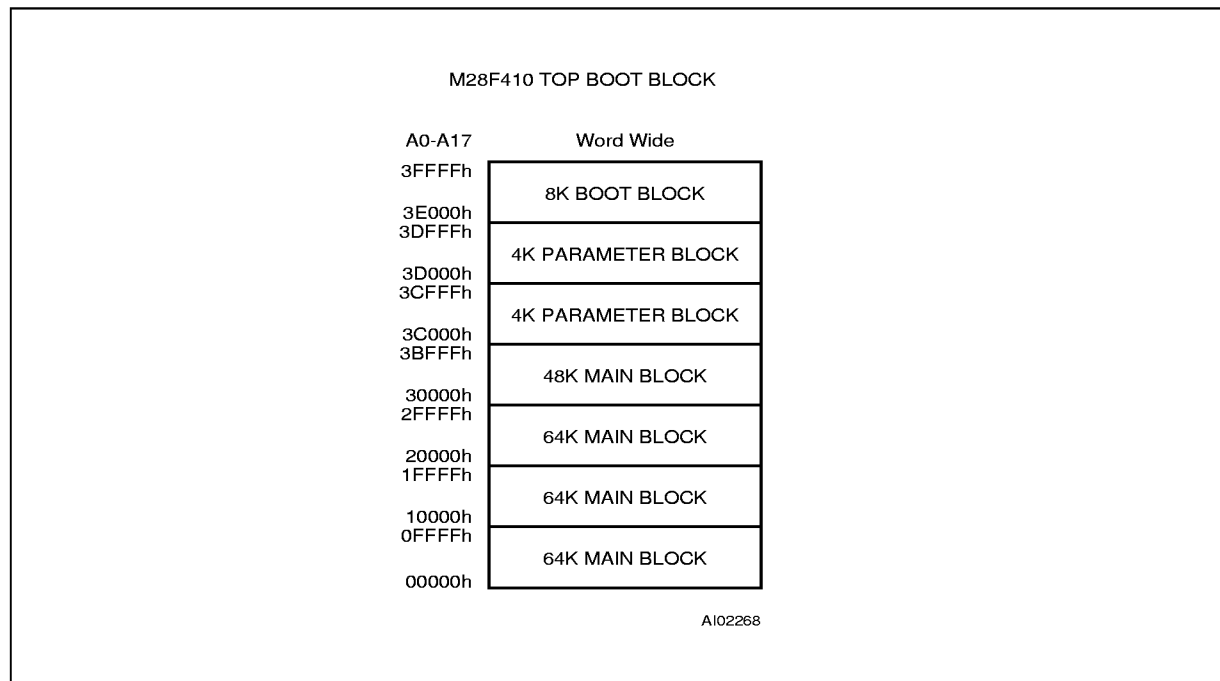 M28F410 TOP BOOT BLOCK
A0-A17 Word Wide
3FFFFh
8K BOOT BLOCK
3E000h
3DFFFh
4K PARAMETER BLOCK
3D000h
3CFFFh
4K PARAMETER BLOCK
3C000h
3BFFFh
48K MAIN BLOCK
30000h
2FFFFh
64K MAIN BLOCK
20000h
1FFFFh
64K MAIN BLOCK
10000h
0FFFFh
64K MAIN BLOCK
00000h
AI02268